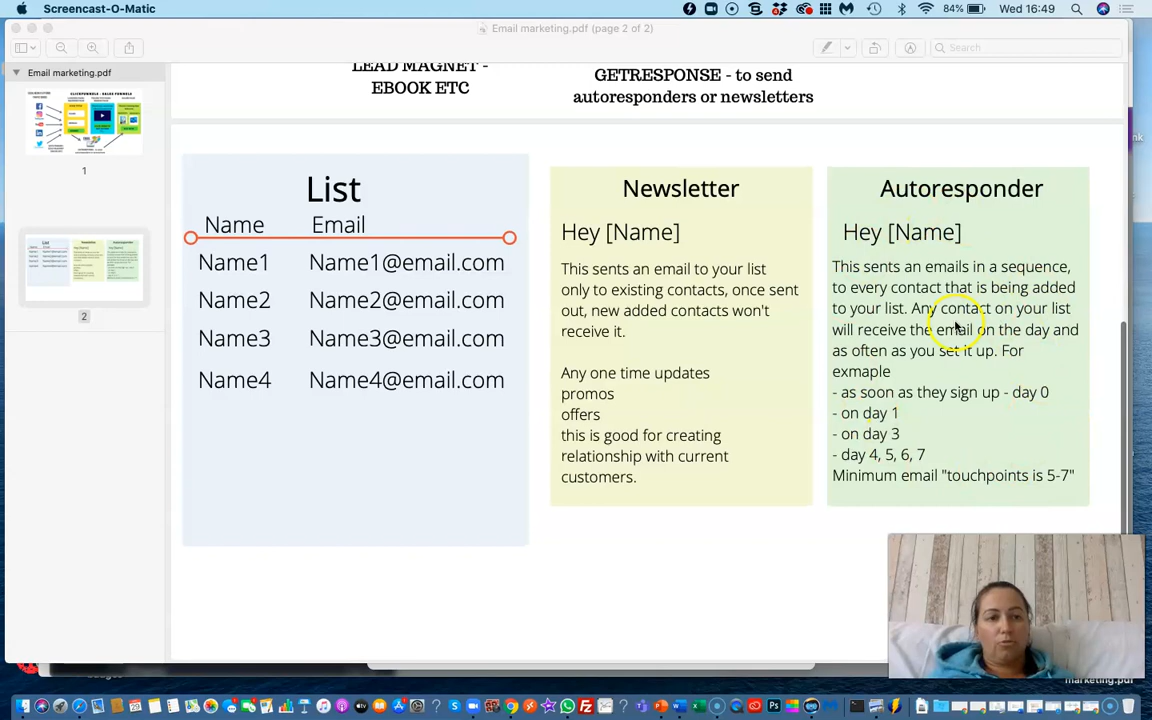 Screencast-O-Matic
84%
Wed 16:49
Email marketing.pdf (page 2 of 2)
Search
Email marketing.pdf
1
2
LEAD MAGNET -
EBOOK ETC
GETRESPONSE - to send
autoresponders or newsletters
List
Name Email
Name1 Name1@email.com
Name2 Name2@email.com
Name3 Name3@email.com
Name4 Name4@email.com
Newsletter
Hey [Name]
This sents an email to your list
only to existing contacts, once sent
out, new added contacts won't
receive it.
Any one time updates
promos
offers
this is good for creating
relationship with current
customers.
Autoresponder
Hey [Name]
This sents an emails in a sequence,
to every contact that is being added
to your list. Any contact on your list
will receive the email on the day and
as often as you set it up. For
exmaple
- as soon as they sign up - day 0
- on day 1
- on day 3
- day 4, 5, 6, 7
Minimum email "touchpoints is 5-7"
marketing.pdf